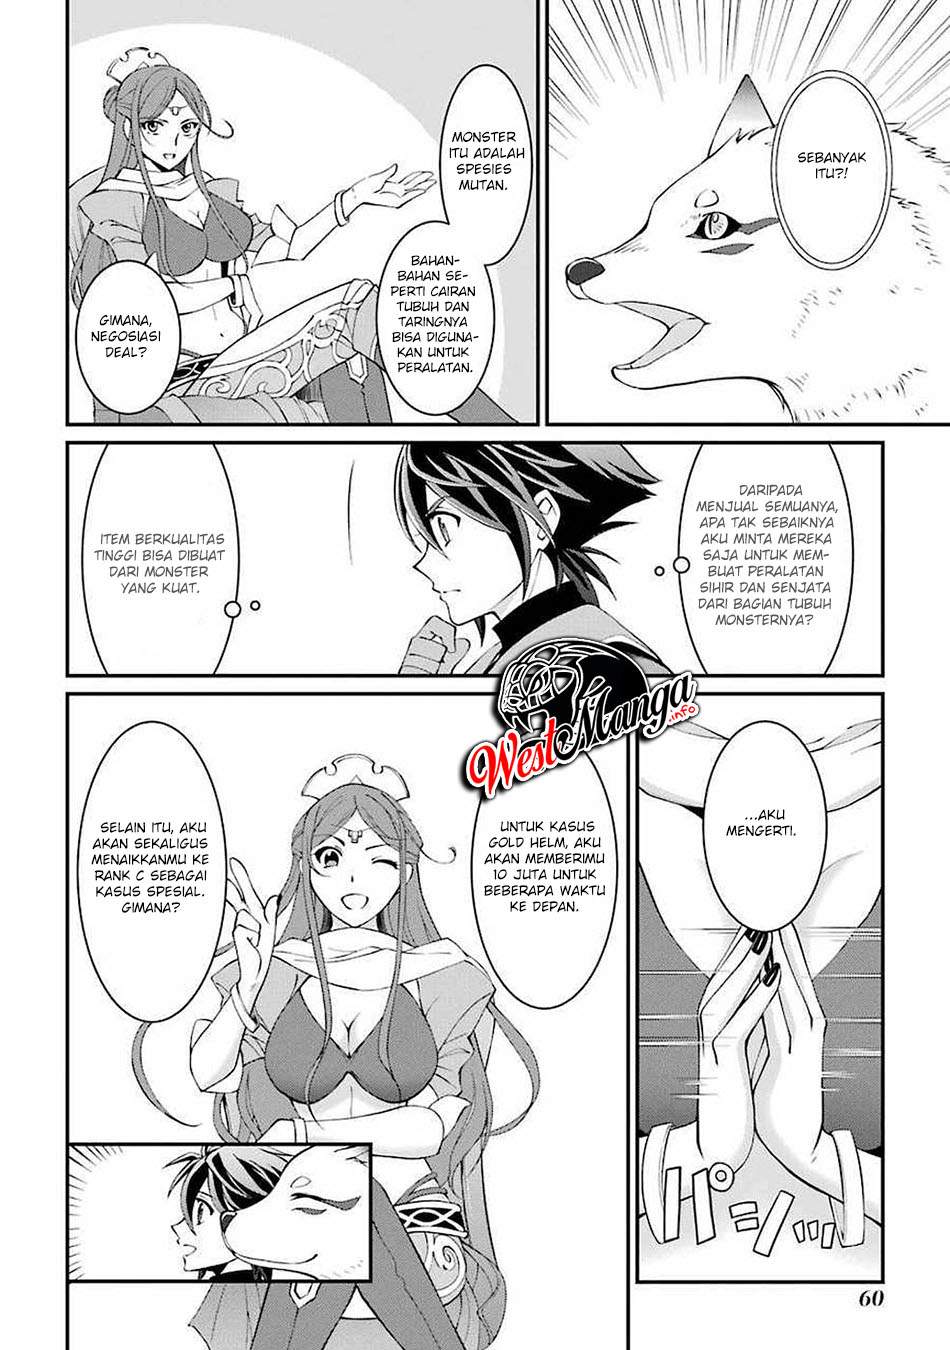 SEBANYAK
ITU?!
MONSTER
ITU ADALAH
SPESIES
MUTAN.
BAHAN-
BAHAN SE-
PERTI CAIRAN
TUBUH DAN
TARINGNYA
BISA DIGUNA-
KAN UNTUK
PERALATAN.
GIMANA,
NEGOSIASI
DEAL?
DARIPADA
MENJUAL SEMUANYA,
APA TAK SEBAIKNYA
AKU MINTA MEREKA
SAJA UNTUK MEM-
BUAT PERALATAN
SIHIR DAN SENJATA
DARI BAGIAN TUBUH
MONSTERNYA?
ITEM BERKUALITAS
TINGGI BISA DIBUAT
DARI MONSTER
YANG KUAT.
WestManga
.info
...AKU
MENGERTI.
パシッ
UNTUK KASUS
GOLD HELM, AKU
AKAN MEMBERIMU
10 JUTA UNTUK
BEBERAPA WAKTU
KE DEPAN.
SELAIN ITU, AKU
AKAN SEKALIGUS
MENAIKKANMU KE
RANK C SEBAGAI
KASUS SPESIAL.
GIMANA?
60